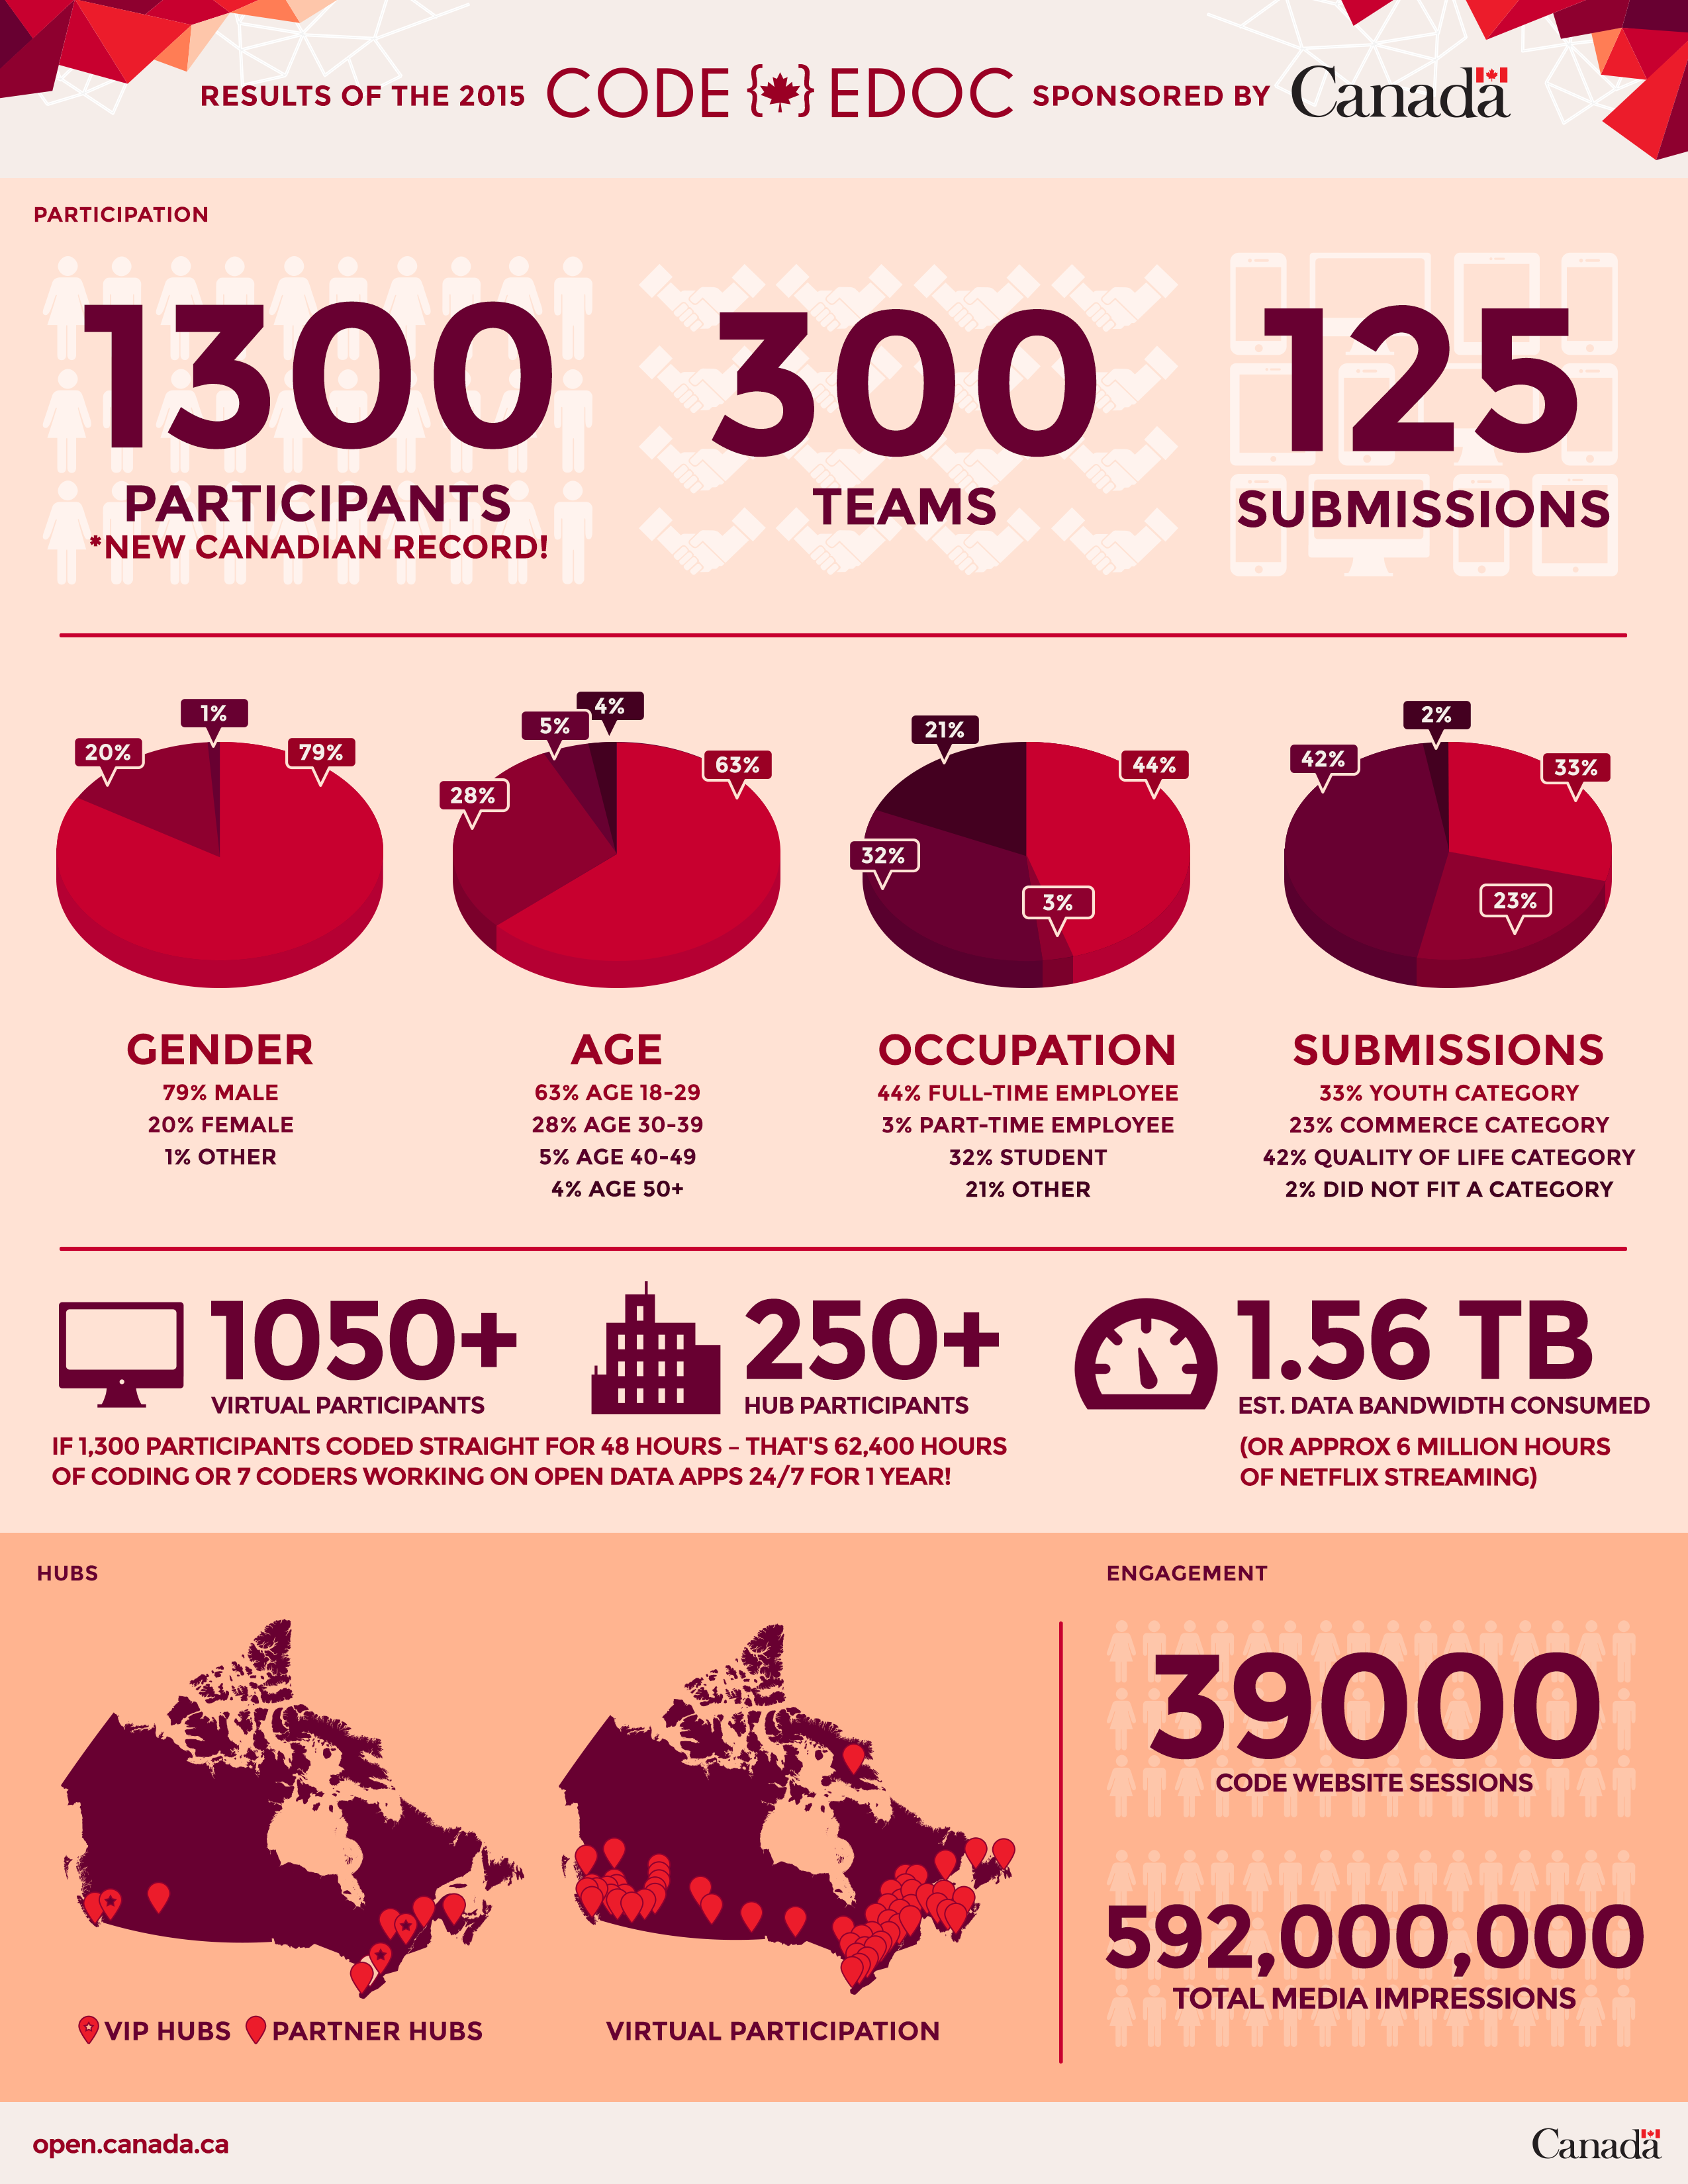 RESULTS OF THE 2015 CODE { } EDOC SPONSORED BY Canada
PARTICIPATION
1300
PARTICIPANTS
*NEW CANADIAN RECORD!
300
TEAMS
125
SUBMISSIONS
1%
20%
79%
4%
5%
63%
28%
21%
44%
32%
3%
2%
42%
33%
23%
GENDER
79% MALE
20% FEMALE
1% OTHER
AGE
63% AGE 18-29
28% AGE 30-39
5% AGE 40-49
4% AGE 50+
OCCUPATION
44% FULL-TIME EMPLOYEE
3% PART-TIME EMPLOYEE
32% STUDENT
21% OTHER
SUBMISSIONS
33% YOUTH CATEGORY
23% COMMERCE CATEGORY
42% QUALITY OF LIFE CATEGORY
2% DID NOT FIT A CATEGORY
1050+
VIRTUAL PARTICIPANTS
250+
HUB PARTICIPANTS
IF 1,300 PARTICIPANTS CODED STRAIGHT FOR 48 HOURS – THAT'S 62,400 HOURS
OF CODING OR 7 CODERS WORKING ON OPEN DATA APPS 24/7 FOR 1 YEAR!
1.56 TB
EST. DATA BANDWIDTH CONSUMED
(OR APPROX 6 MILLION HOURS
OF NETFLIX STREAMING)
HUBS
VIP HUBS PARTNER HUBS
VIRTUAL PARTICIPATION
ENGAGEMENT
39000
CODE WEBSITE SESSIONS
592,000,000
TOTAL MEDIA IMPRESSIONS
open.canada.ca
Canada